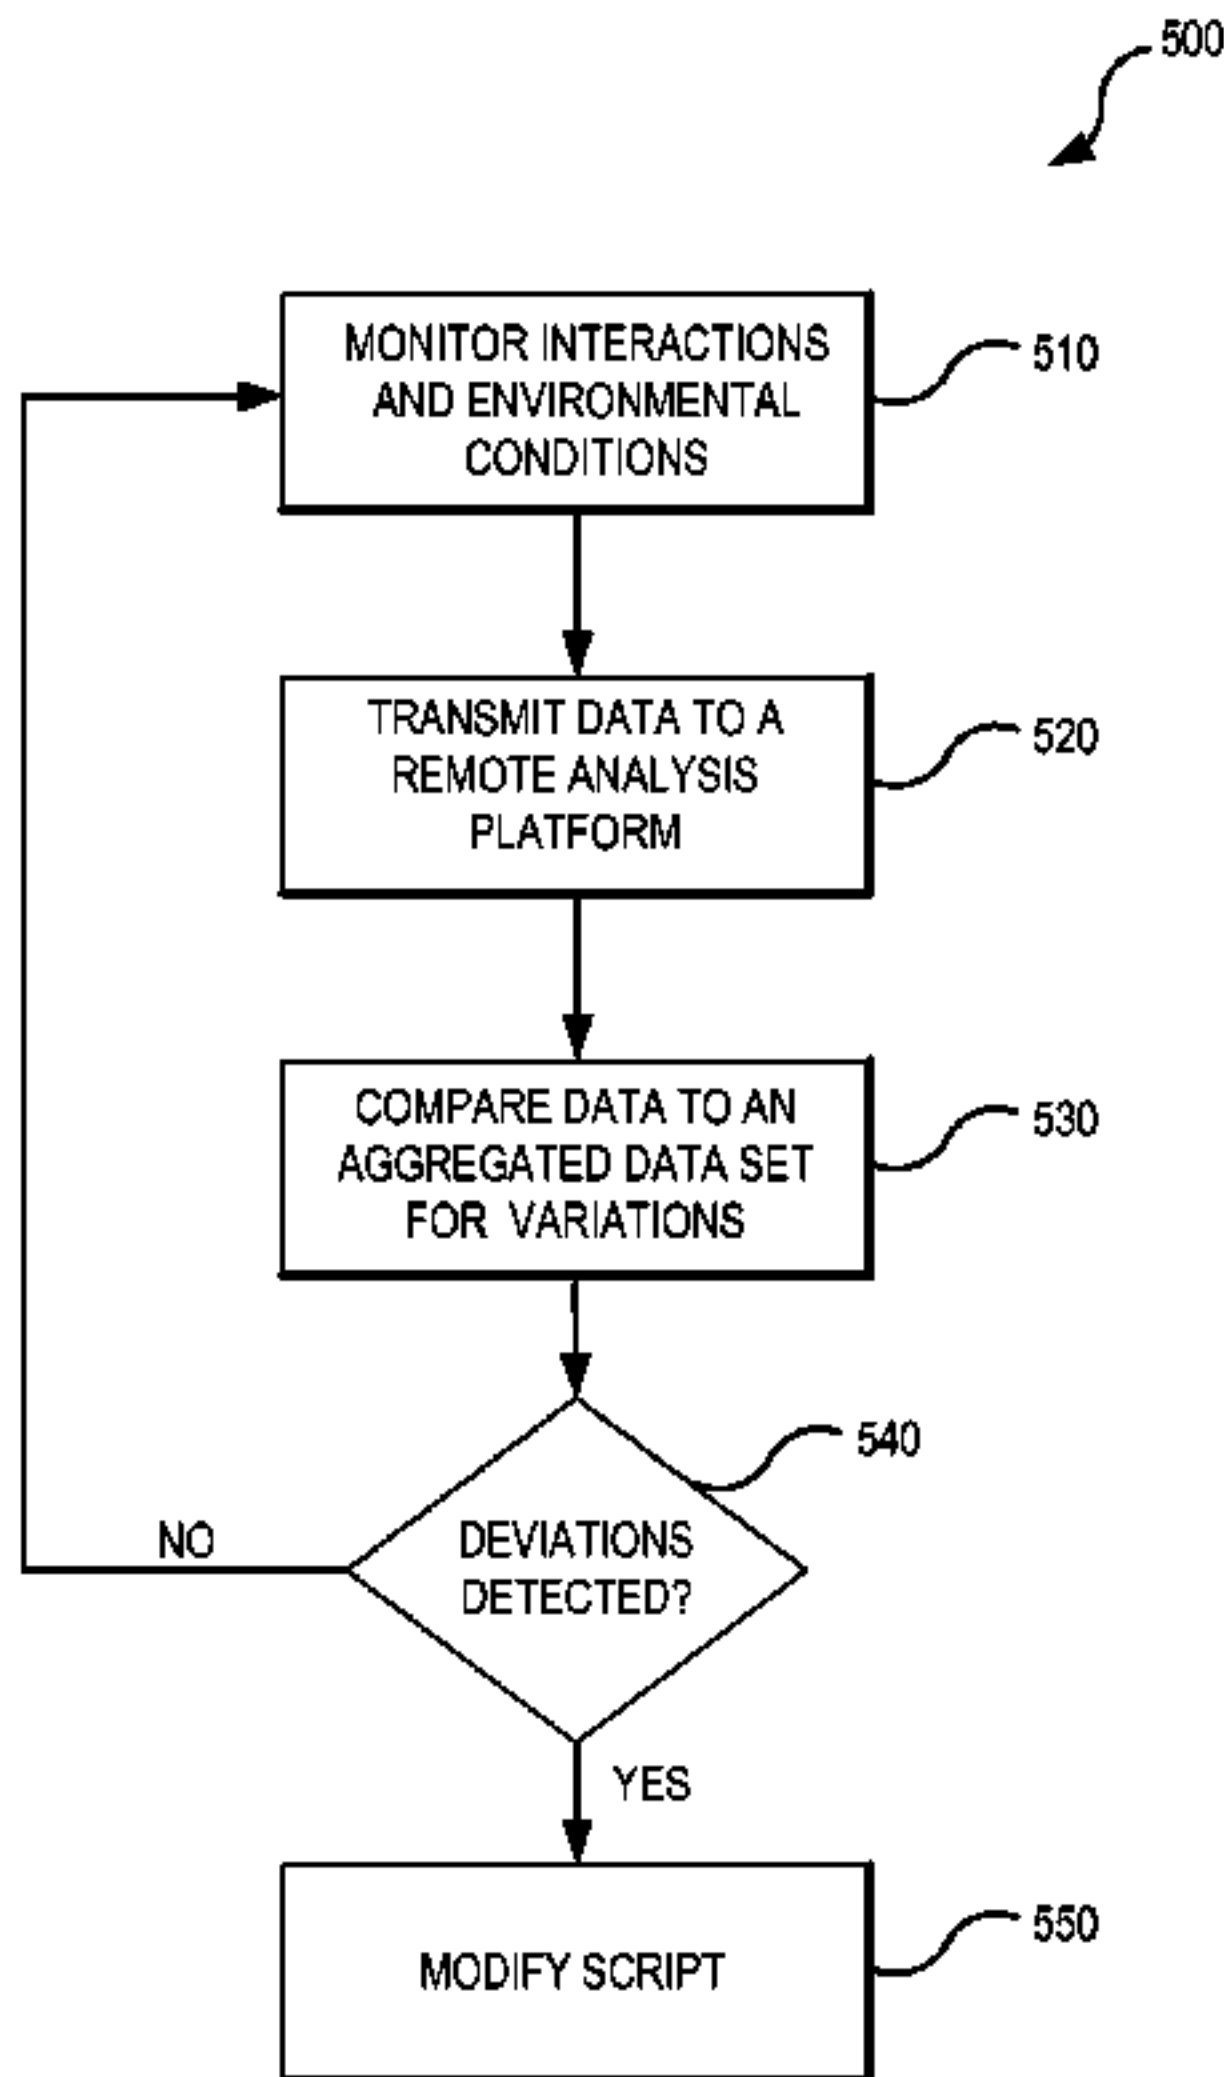 500
MONITOR INTERACTIONS
AND ENVIRONMENTAL
CONDITIONS
510
TRANSMIT DATA TO A
REMOTE ANALYSIS
PLATFORM
520
COMPARE DATA TO AN
AGGREGATED DATA SET
FOR VARIATIONS
530
540
DEVIATIONS
DETECTED?
NO
YES
MODIFY SCRIPT
550